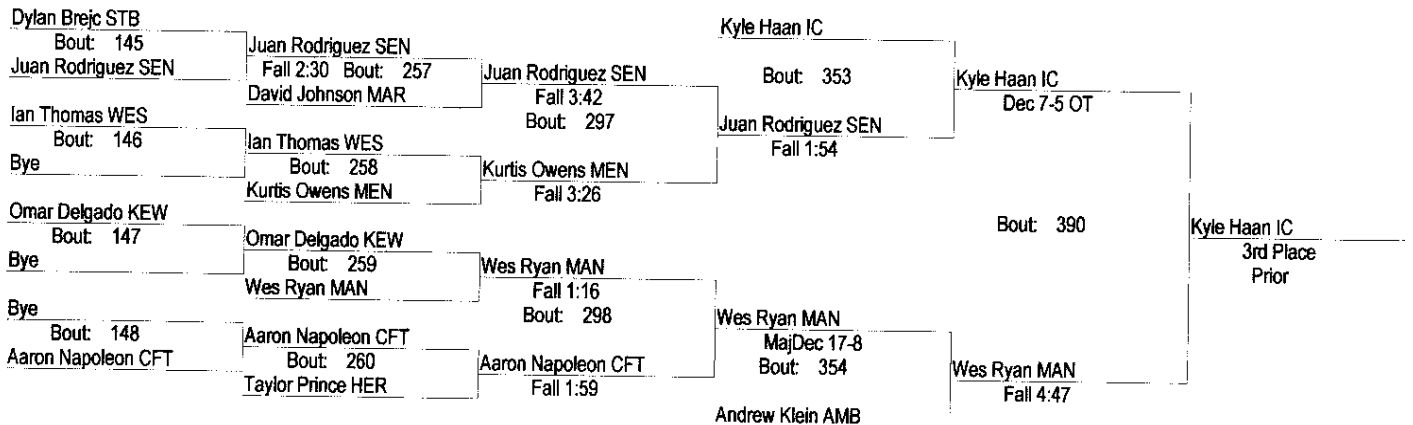 Dylan Brejc STB
Bout: 145
Juan Rodriguez SEN
Ian Thomas WES
Bout: 146
Bye
Omar Delgado KEW
Bout: 147
Bye
Bye
Bout: 148
Aaron Napoleon CFT
Juan Rodriguez SEN
Fall 2:30 Bout: 257
David Johnson MAR
Ian Thomas WES
Bout: 258
Kurtis Owens MEN
Omar Delgado KEW
Bout: 259
Wes Ryan MAN
Aaron Napoleon CFT
Bout: 260
Taylor Prince HER
Juan Rodriguez SEN
Fall 3:42
Bout: 297
Kurtis Owens MEN
Fall 3:26
Wes Ryan MAN
Fall 1:16
Bout: 298
Aaron Napoleon CFT
Fall 1:59
Kyle Haan IC
Bout: 353
Juan Rodriguez SEN
Fall 1:54
Wes Ryan MAN
MajDec 17-8
Bout: 354
Andrew Klein AMB
Kyle Haan IC
Dec 7-5 OT
Bout: 390
Wes Ryan MAN
Fall 4:47
Kyle Haan IC
3rd Place
Prior